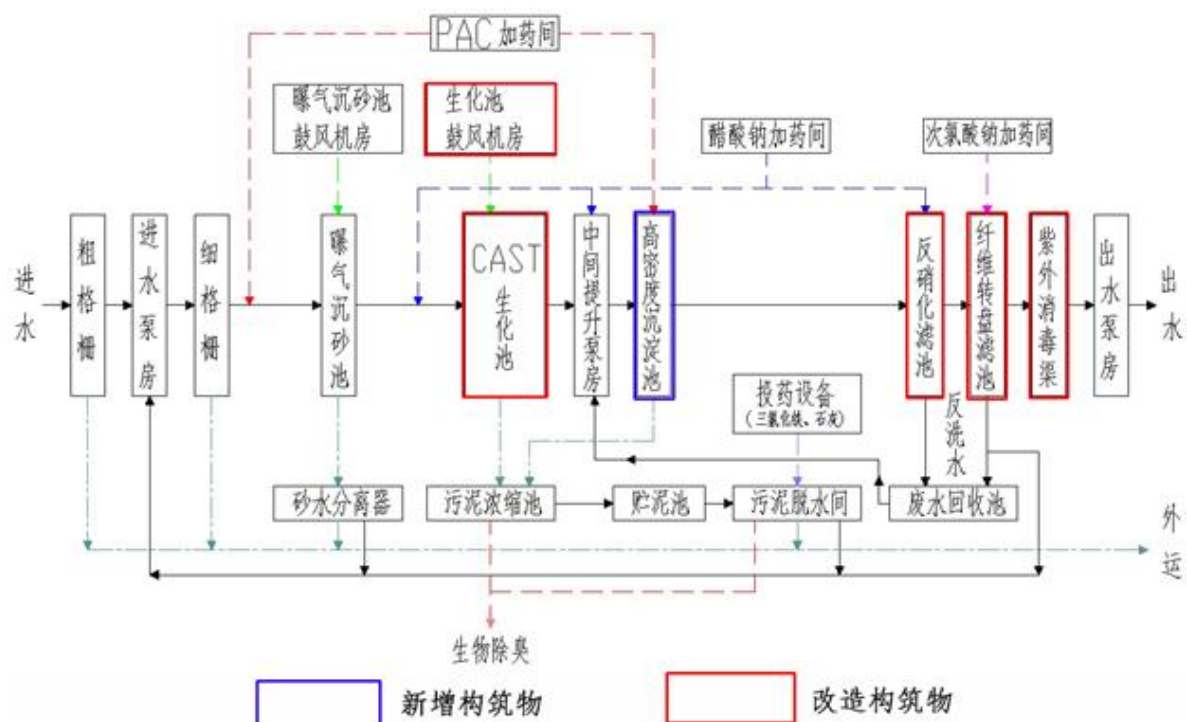 PAC加药间
曝气沉砂池
鼓风机房
生化池
鼓风机房
醋酸钠加药间
次氯酸钠加药间
进水
粗格栅
进水泵房
细格栅
曝气沉砂池
CAST
生化池
中间提升泵房
高密度沉淀池
反硝化滤池
纤维转盘滤池
紫外消毒渠
出水泵房
出水
投药设备
(三氯化铁、石灰)
反洗水
砂水分离器
污泥浓缩池
贮泥池
污泥脱水间
废水回收池
外运
生物除臭
新增构筑物
改造构筑物